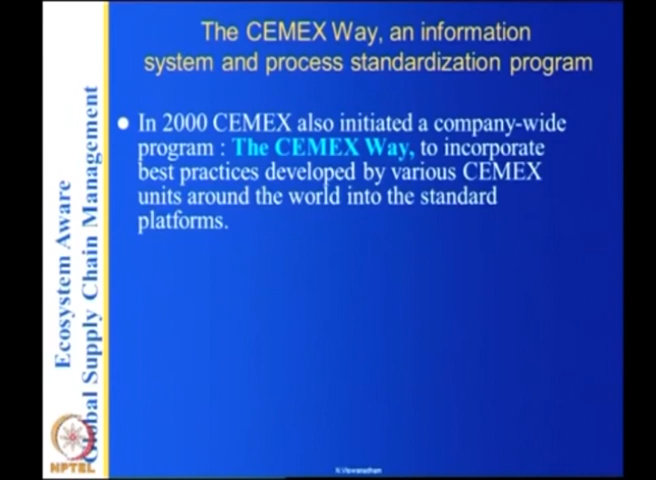 The CEMEX Way, an information
system and process standardization program
In 2000 CEMEX also initiated a company-wide
program : The CEMEX Way, to incorporate
best practices developed by various CEMEX
units around the world into the standard
platforms.
Ecosystem Aware
Global Supply Chain Management
NPTEL
N.Viswanadham